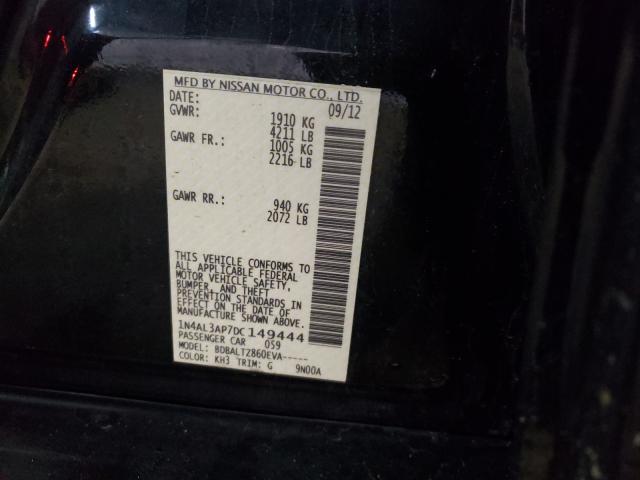 MFD BY NISSAN MOTOR CO., LTD.
DATE: 09/12
GVWR: 1910 KG
4211 LB
GAWR FR.: 1005 KG
2216 LB
GAWR RR.: 940 KG
2072 LB
THIS VEHICLE CONFORMS TO
ALL APPLICABLE FEDERAL
MOTOR VEHICLE SAFETY,
BUMPER, AND THEFT
PREVENTION STANDARDS IN
EFFECT ON THE DATE OF
MANUFACTURE SHOWN ABOVE.
1N4AL3AP7DC149444
PASSENGER CAR 059
MODEL: BDBALT2860EVA-----
COLOR: KH3 TRIM: G 9N00A